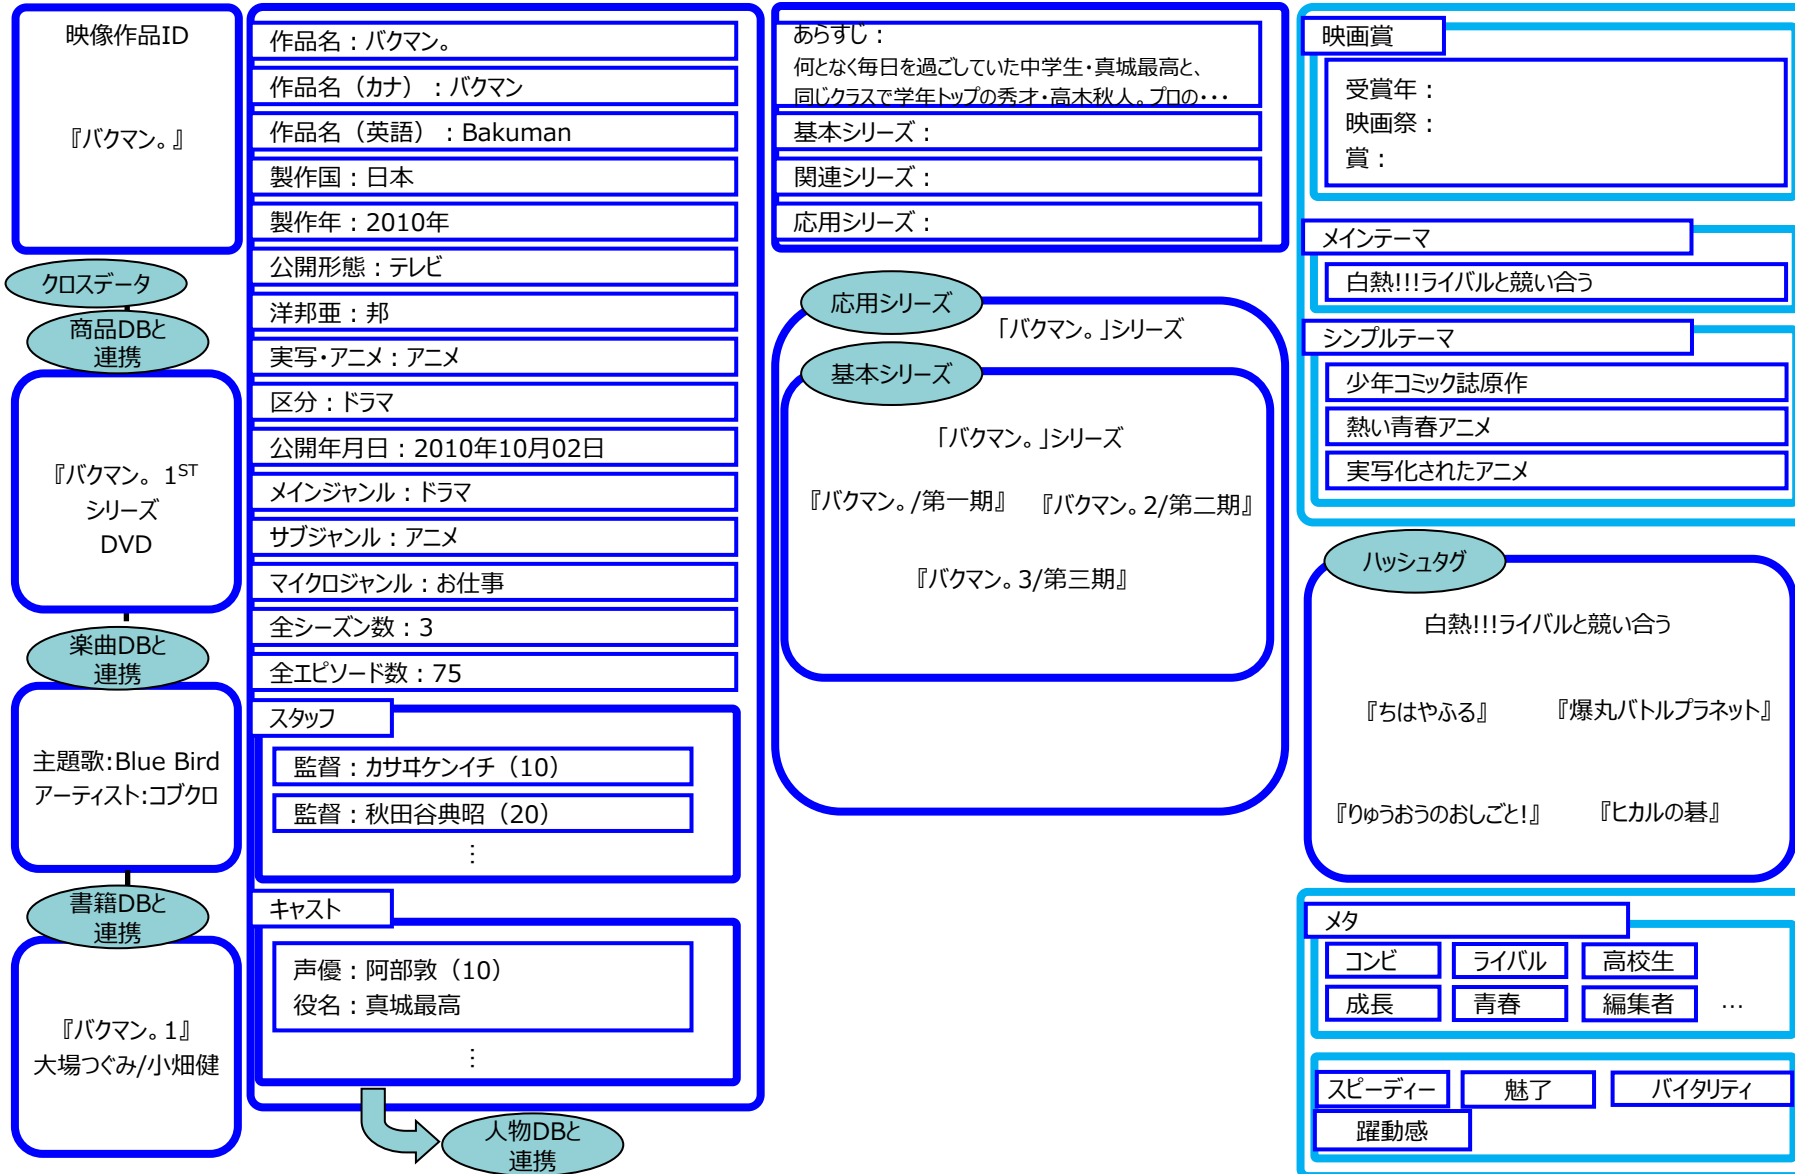 映像作品ID
『バクマン。』
クロスデータ
商品DBと
連携
『バクマン。1ST
シリーズ
DVD
楽曲DBと
連携
主題歌:Blue Bird
アーティスト:コブクロ
書籍DBと
連携
『バクマン。1』
大場つぐみ/小畑健
作品名：バクマン。
作品名（カナ）：バクマン
作品名（英語）：Bakuman
製作国：日本
製作年：2010年
公開形態：テレビ
洋邦亜：邦
実写・アニメ：アニメ
区分：ドラマ
公開年月日：2010年10月02日
メインジャンル：ドラマ
サブジャンル：アニメ
マイクロジャンル：お仕事
全シーズン数：3
全エピソード数：75
スタッフ
監督：カサヰケンイチ（10）
監督：秋田谷典昭（20）
…
キャスト
声優：阿部敦（10）
役名：真城最高
…
人物DBと
連携
あらすじ：
何となく毎日を過ごしていた中学生・真城最高と、
同じクラスで学年トップの秀才・高木秋人。プロの・・・
基本シリーズ：
関連シリーズ：
応用シリーズ：
応用シリーズ
「バクマン。」シリーズ
基本シリーズ
「バクマン。」シリーズ
『バクマン。/第一期』 『バクマン。2/第二期』
『バクマン。3/第三期』
映画賞
受賞年：
映画祭：
賞：
メインテーマ
白熱!!!ライバルと競い合う
シンプルテーマ
少年コミック誌原作
熱い青春アニメ
実写化されたアニメ
ハッシュタグ
白熱!!!ライバルと競い合う
『ちはやふる』 『爆丸バトルプラネット』
『りゅうおうのおしごと!』 『ヒカルの碁』
メタ
コンビ ライバル 高校生
成長 青春 編集者 …
スピーディー 魅了 バイタリティ
躍動感